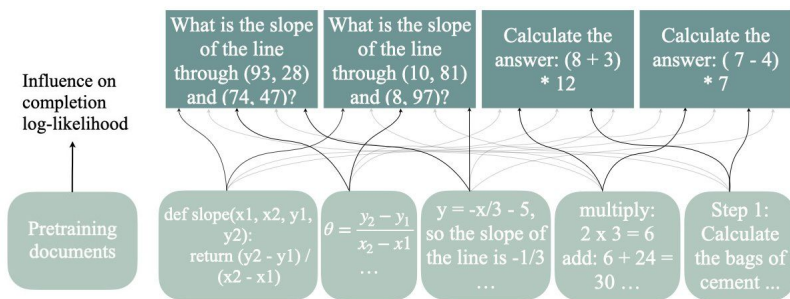 What is the slope
of the line
through (93, 28)
and (74, 47)?
What is the slope
of the line
through (10, 81)
and (8, 97)?
Calculate the
answer: (8 + 3)
* 12
Calculate the
answer: ( 7 - 4)
* 7
Influence on
completion
log-likelihood
Pretraining
documents
def slope(x1, x2, y1,
y2):
return (y2 - y1) /
(x2 - x1)
θ = (y₂ − y₁) / (x₂ − x1)
…
y = -x/3 - 5,
so the slope of
the line is -1/3
…
multiply:
2 x 3 = 6
add: 6 + 24 =
30 …
Step 1:
Calculate
the bags of
cement ...